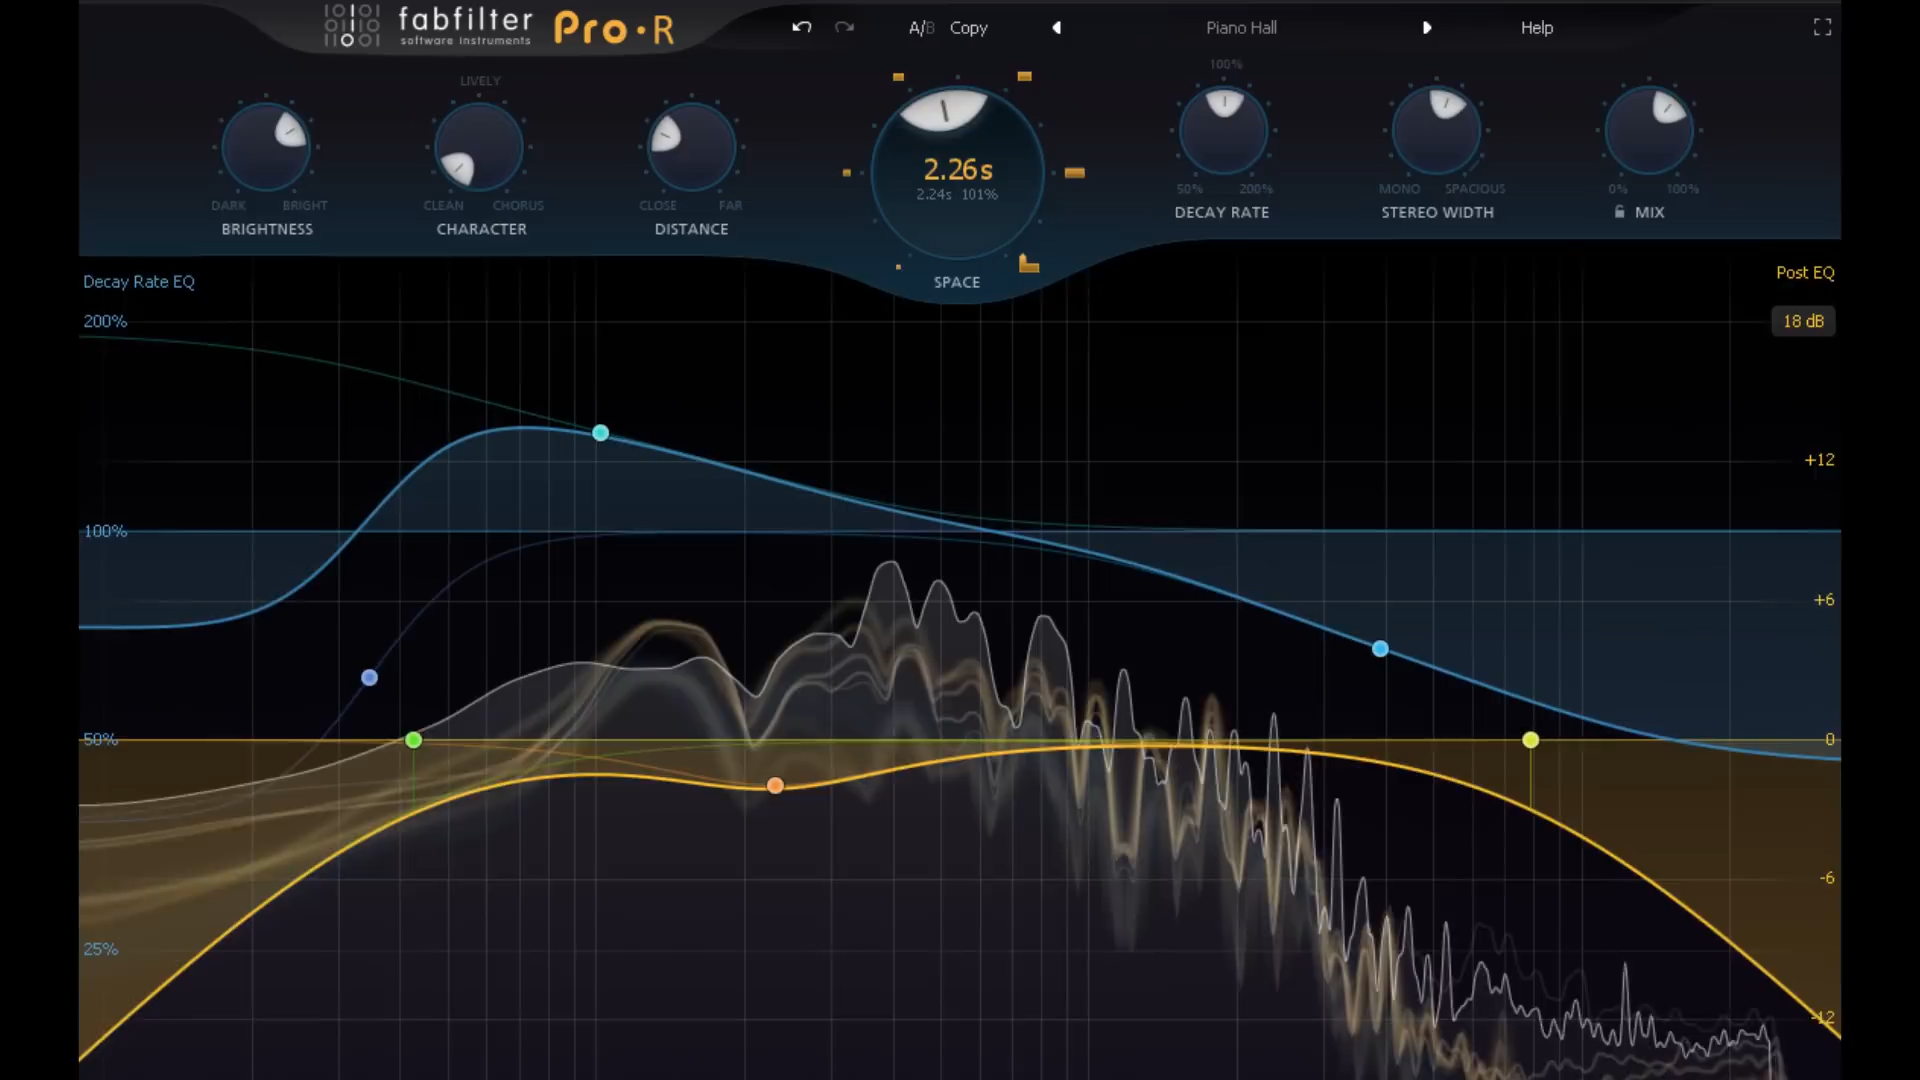 fabfilter
software instruments
Pro·R
A/B Copy
Piano Hall
Help
LIVELY
100%
2.26s
2.24s 101%
DARK BRIGHT
BRIGHTNESS
CLEAN CHORUS
CHARACTER
CLOSE FAR
DISTANCE
SPACE
50% 200%
DECAY RATE
MONO SPACIOUS
STEREO WIDTH
0% 100%
MIX
Decay Rate EQ
Post EQ
200%
18 dB
+12
100%
+6
50%
0
-6
25%
-12